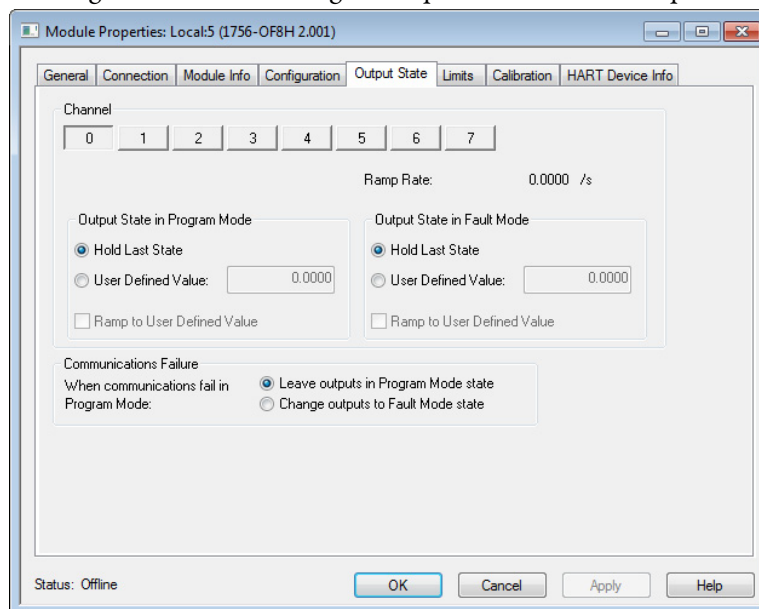 Module Properties: Local:5 (1756-OF8H 2.001)
General Connection Module Info Configuration Output State Limits Calibration HART Device Info
Channel
0 1 2 3 4 5 6 7
Ramp Rate: 0.0000 /s
Output State in Program Mode
Hold Last State
User Defined Value: 0.0000
Ramp to User Defined Value
Output State in Fault Mode
Hold Last State
User Defined Value: 0.0000
Ramp to User Defined Value
Communications Failure
When communications fail in
Program Mode:
Leave outputs in Program Mode state
Change outputs to Fault Mode state
Status: Offline
OK Cancel Apply Help